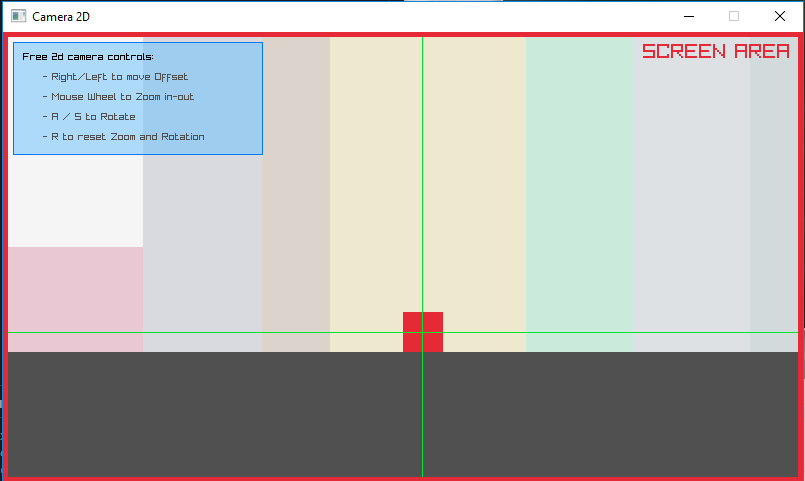 Camera 2D
SCREEN AREA
Free 2d camera controls:
- Right/Left to move Offset
- Mouse Wheel to Zoom in-out
- A / S to Rotate
- R to reset Zoom and Rotation